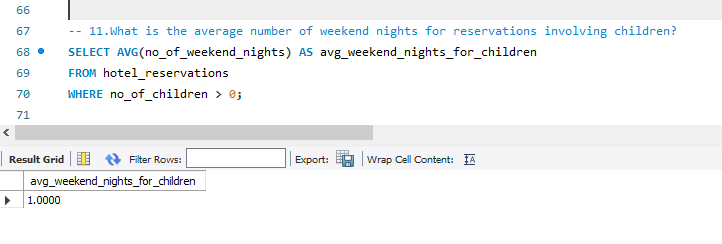 66
67 -- 11.What is the average number of weekend nights for reservations involving children?
68 SELECT AVG(no_of_weekend_nights) AS avg_weekend_nights_for_children
69 FROM hotel_reservations
70 WHERE no_of_children > 0;
71
Result Grid Filter Rows: Export: Wrap Cell Content: IA
avg_weekend_nights_for_children
1.0000